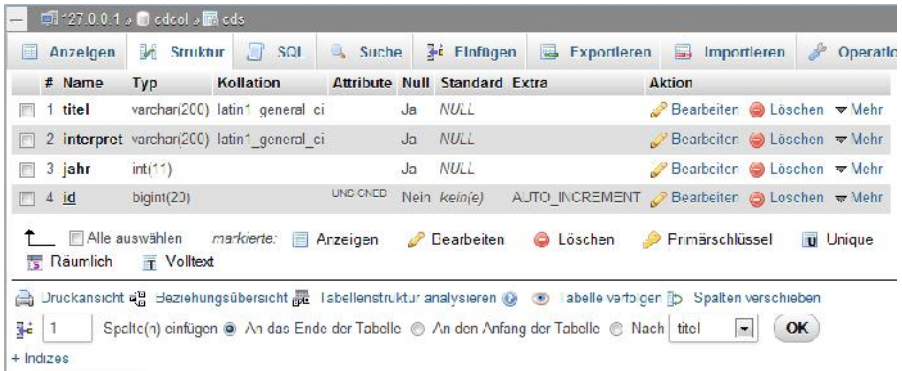 127.0.0.1 » cdcol » cds
Anzeigen Struktur SQL Suche Einfügen Exportieren Importieren Operatio
# Name Typ Kollation Attribute Null Standard Extra Aktion
1 titel varchar(200) latin1_general_ci Ja NULL Bearbeiten Löschen Mehr
2 interpret varchar(200) latin1_general_ci Ja NULL Bearbeiten Löschen Mehr
3 jahr int(11) Ja NULL Bearbeiten Löschen Mehr
4 id bigint(20) UNSIGNED Nein kein(e) AUTO_INCREMENT Bearbeiten Löschen Mehr
Alle auswählen markierte: Anzeigen Bearbeiten Löschen Primärschlüssel Unique
Räumlich Volltext
Druckansicht Beziehungsübersicht Tabellenstruktur analysieren Tabelle verfolgen Spalten verschieben
1 Spalte(n) einfügen An das Ende der Tabelle An den Anfang der Tabelle Nach titel OK
+ Indizes